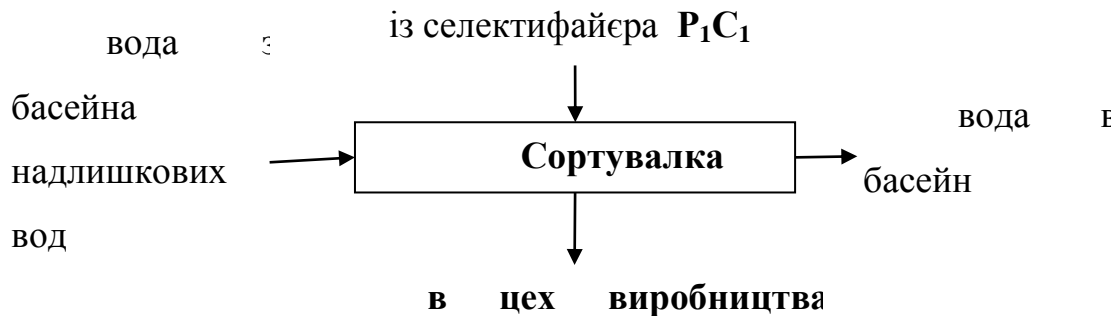 із селектифайєра P₁C₁
вода з
басейна
надлишкових
вод
Сортувалка
вода в
басейн
в цех виробництва